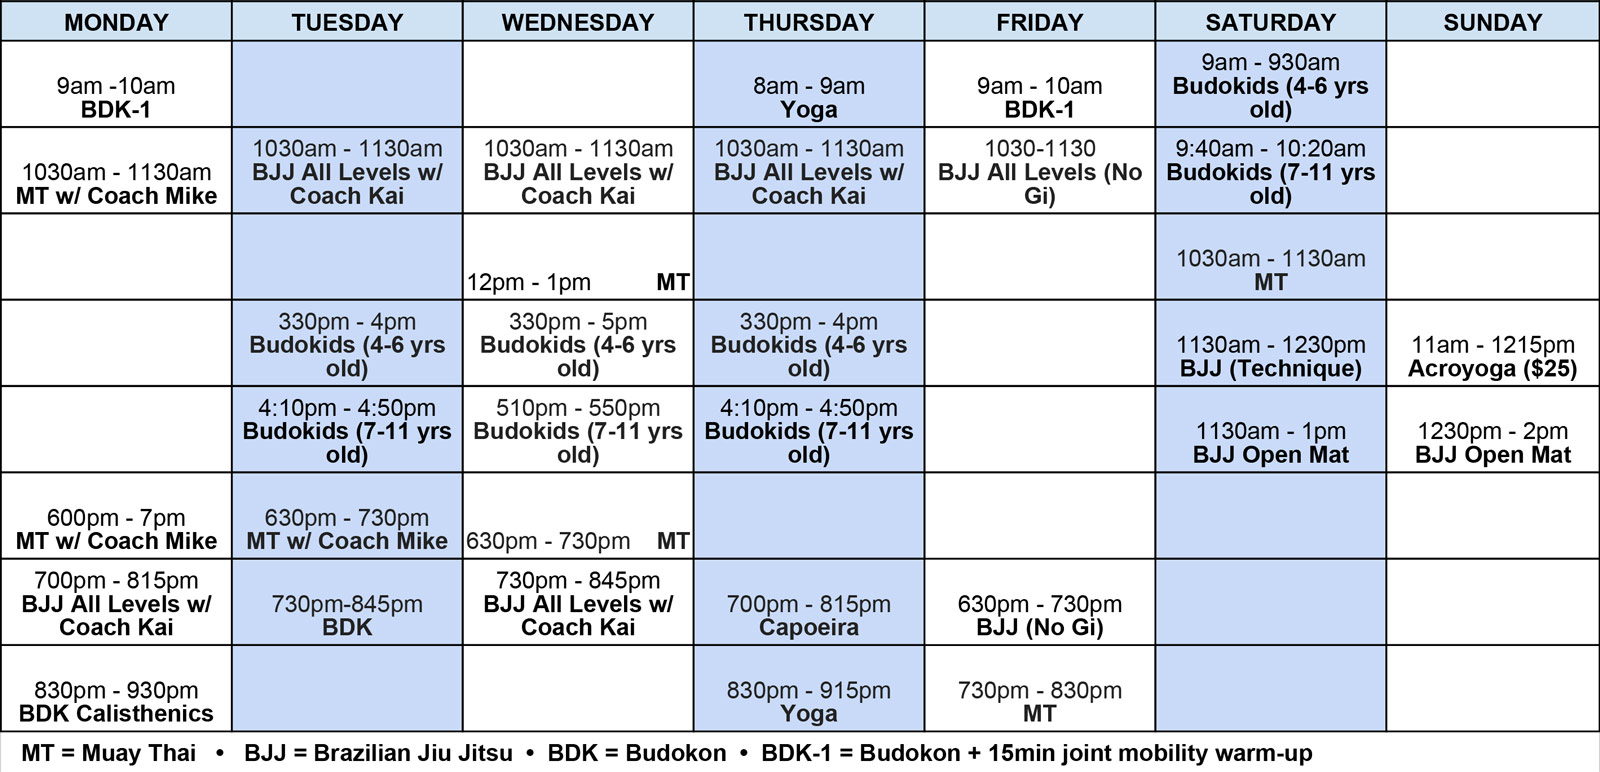 MONDAY TUESDAY WEDNESDAY THURSDAY FRIDAY SATURDAY SUNDAY
9am -10am
BDK-1
8am - 9am
Yoga
9am - 10am
BDK-1
9am - 930am
Budokids (4-6 yrs
old)
1030am - 1130am
MT w/ Coach Mike
1030am - 1130am
BJJ All Levels w/
Coach Kai
1030am - 1130am
BJJ All Levels w/
Coach Kai
1030am - 1130am
BJJ All Levels w/
Coach Kai
1030-1130
BJJ All Levels (No
Gi)
9:40am - 10:20am
Budokids (7-11 yrs
old)
12pm - 1pm MT
1030am - 1130am
MT
330pm - 4pm
Budokids (4-6 yrs
old)
330pm - 5pm
Budokids (4-6 yrs
old)
330pm - 4pm
Budokids (4-6 yrs
old)
1130am - 1230pm
BJJ (Technique)
11am - 1215pm
Acroyoga ($25)
4:10pm - 4:50pm
Budokids (7-11 yrs
old)
510pm - 550pm
Budokids (7-11 yrs
old)
4:10pm - 4:50pm
Budokids (7-11 yrs
old)
1130am - 1pm
BJJ Open Mat
1230pm - 2pm
BJJ Open Mat
600pm - 7pm
MT w/ Coach Mike
630pm - 730pm
MT w/ Coach Mike
630pm - 730pm MT
700pm - 815pm
BJJ All Levels w/
Coach Kai
730pm-845pm
BDK
730pm - 845pm
BJJ All Levels w/
Coach Kai
700pm - 815pm
Capoeira
630pm - 730pm
BJJ (No Gi)
830pm - 930pm
BDK Calisthenics
830pm - 915pm
Yoga
730pm - 830pm
MT
MT = Muay Thai • BJJ = Brazilian Jiu Jitsu • BDK = Budokon • BDK-1 = Budokon + 15min joint mobility warm-up